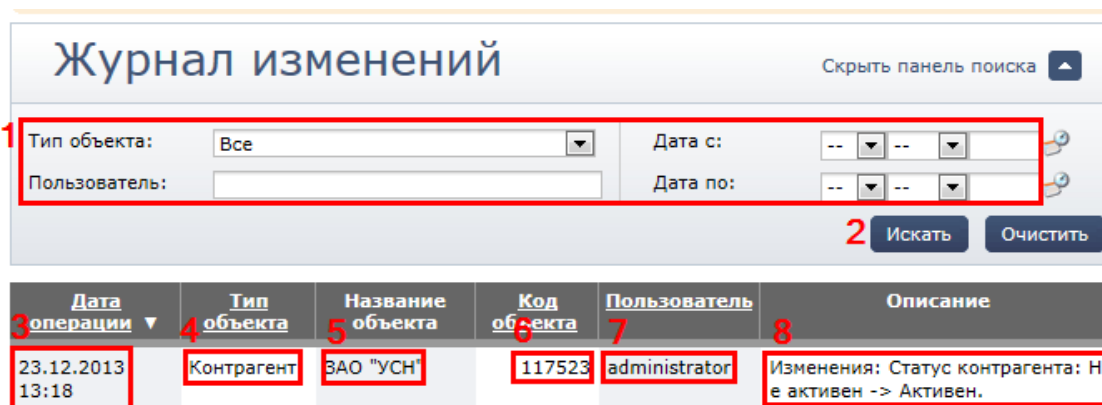 Журнал изменений
Скрыть панель поиска
1
Тип объекта: Все Дата с: -- --
Пользователь: Дата по: -- --
2 Искать Очистить
Дата операции ▼ Тип объекта Название объекта Код объекта Пользователь Описание
3 4 5 6 7 8
23.12.2013 Контрагент ЗАО "УСН" 117523 administrator Изменения: Статус контрагента: Н
13:18 е активен -> Активен.